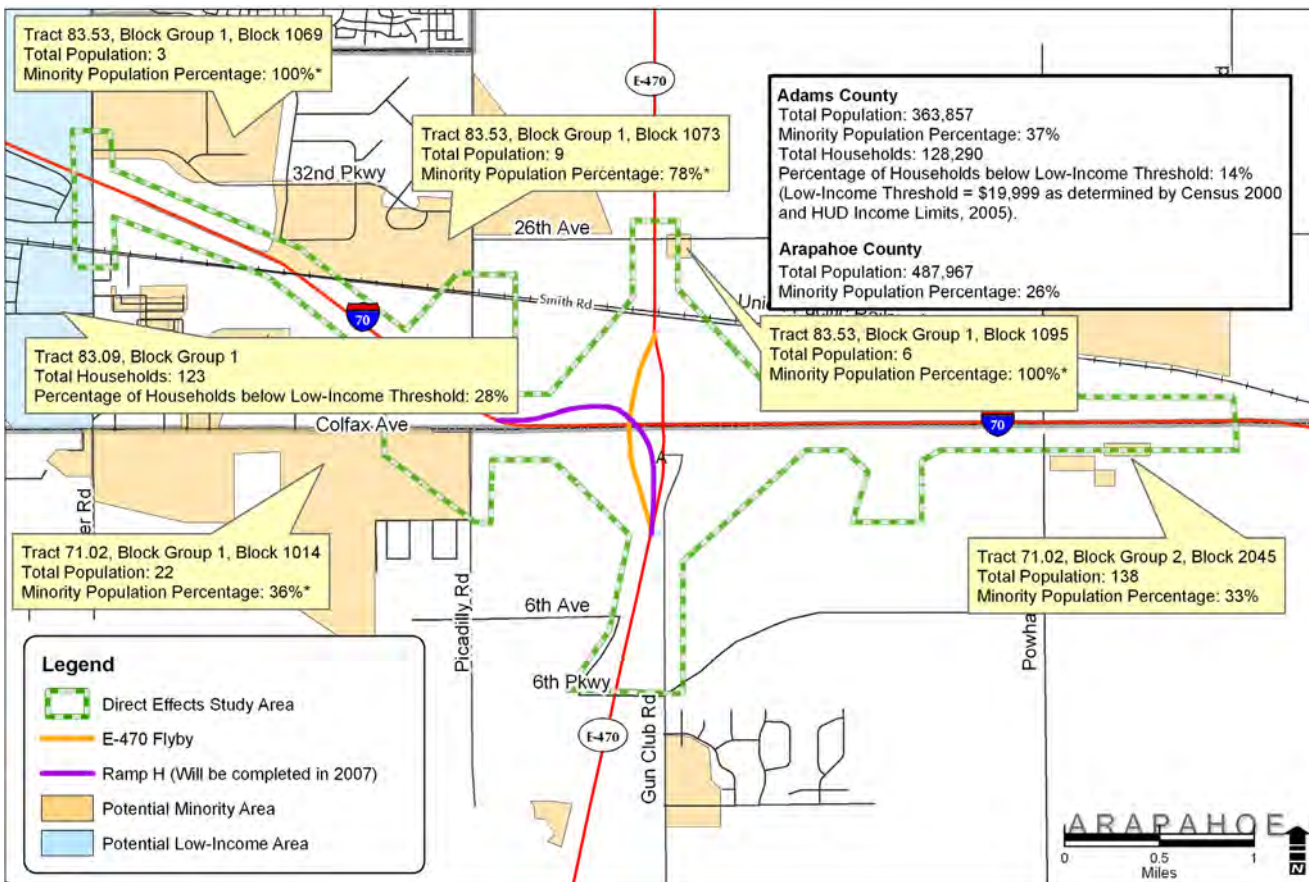 Tract 83.53, Block Group 1, Block 1069
Total Population: 3
Minority Population Percentage: 100%*
E-470
Adams County
Total Population: 363,857
Minority Population Percentage: 37%
Total Households: 128,290
Percentage of Households below Low-Income Threshold: 14%
(Low-Income Threshold = $19,999 as determined by Census 2000
and HUD Income Limits, 2005).
Arapahoe County
Total Population: 487,967
Minority Population Percentage: 26%
Tract 83.53, Block Group 1, Block 1073
Total Population: 9
Minority Population Percentage: 78%*
32nd Pkwy
26th Ave
Smith Rd
70
Tract 83.53, Block Group 1, Block 1095
Total Population: 6
Minority Population Percentage: 100%*
Tract 83.09, Block Group 1
Total Households: 123
Percentage of Households below Low-Income Threshold: 28%
Colfax Ave
70
A
Tract 71.02, Block Group 1, Block 1014
Total Population: 22
Minority Population Percentage: 36%*
Tract 71.02, Block Group 2, Block 2045
Total Population: 138
Minority Population Percentage: 33%
er Rd
Picadilly Rd
6th Ave
6th Pkwy
Gun Club Rd
Powha
E-470
Legend
Direct Effects Study Area
E-470 Flyby
Ramp H (Will be completed in 2007)
Potential Minority Area
Potential Low-Income Area
ARAPAHOE
0 0.5 1
Miles
N